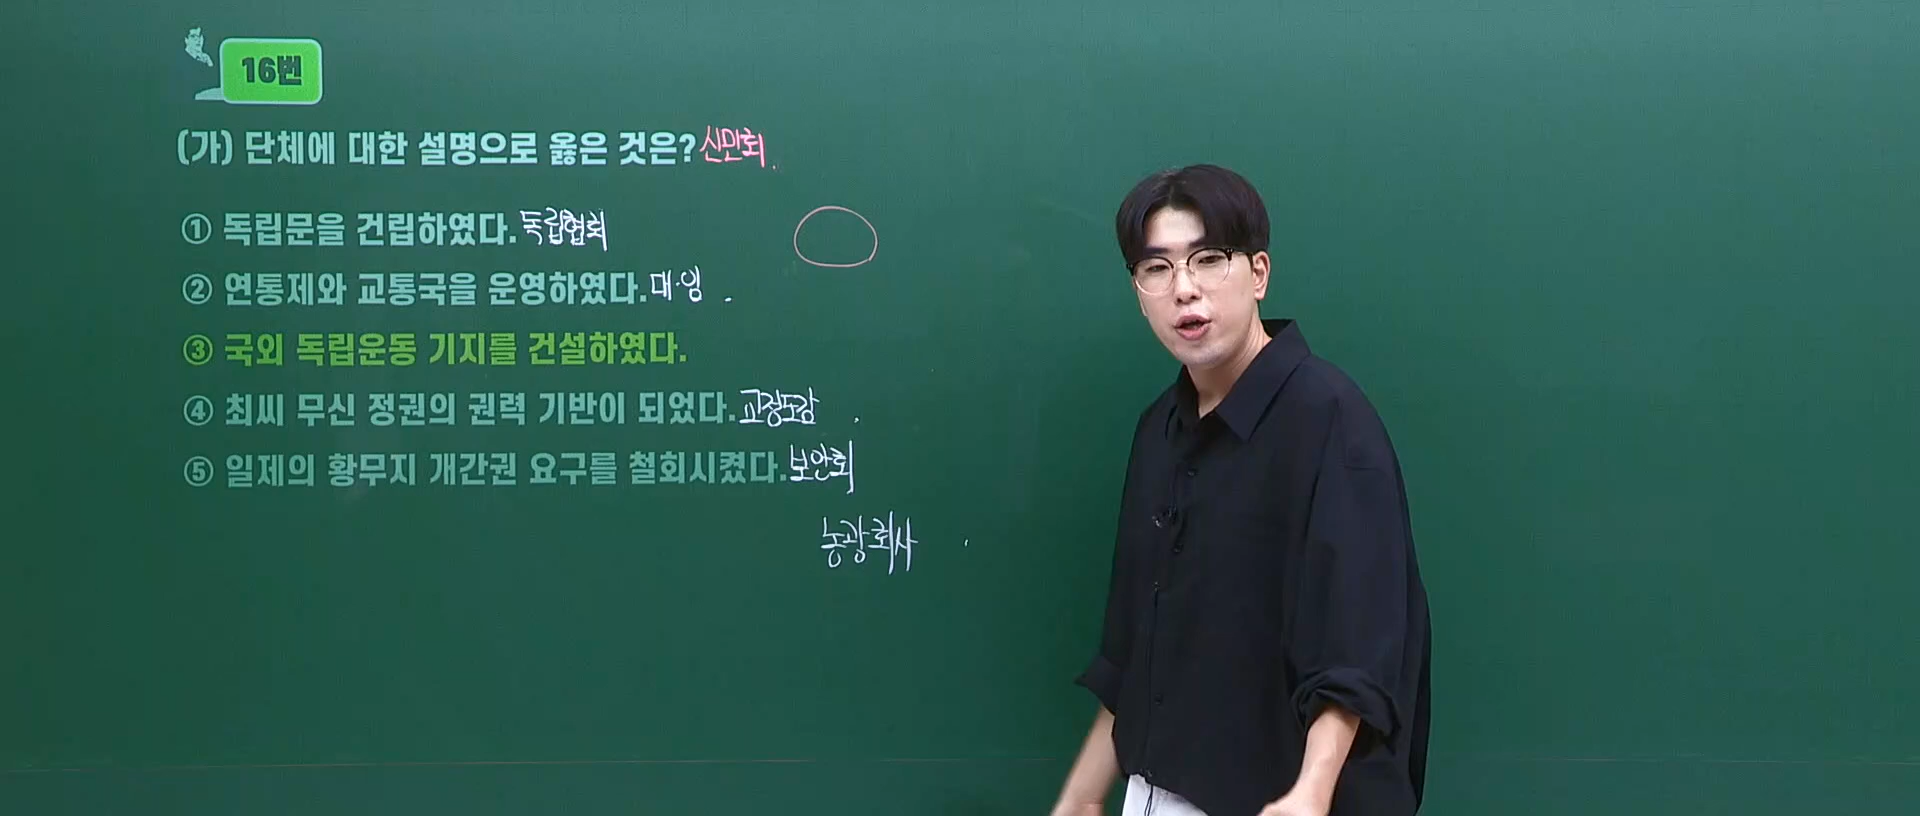 16번
(가) 단체에 대한 설명으로 옳은 것은? 신민회
① 독립문을 건립하였다. 독립협회
② 연통제와 교통국을 운영하였다. 대·임
③ 국외 독립운동 기지를 건설하였다.
④ 최씨 무신 정권의 권력 기반이 되었다. 교정도감
⑤ 일제의 황무지 개간권 요구를 철회시켰다. 보안회
농광회사